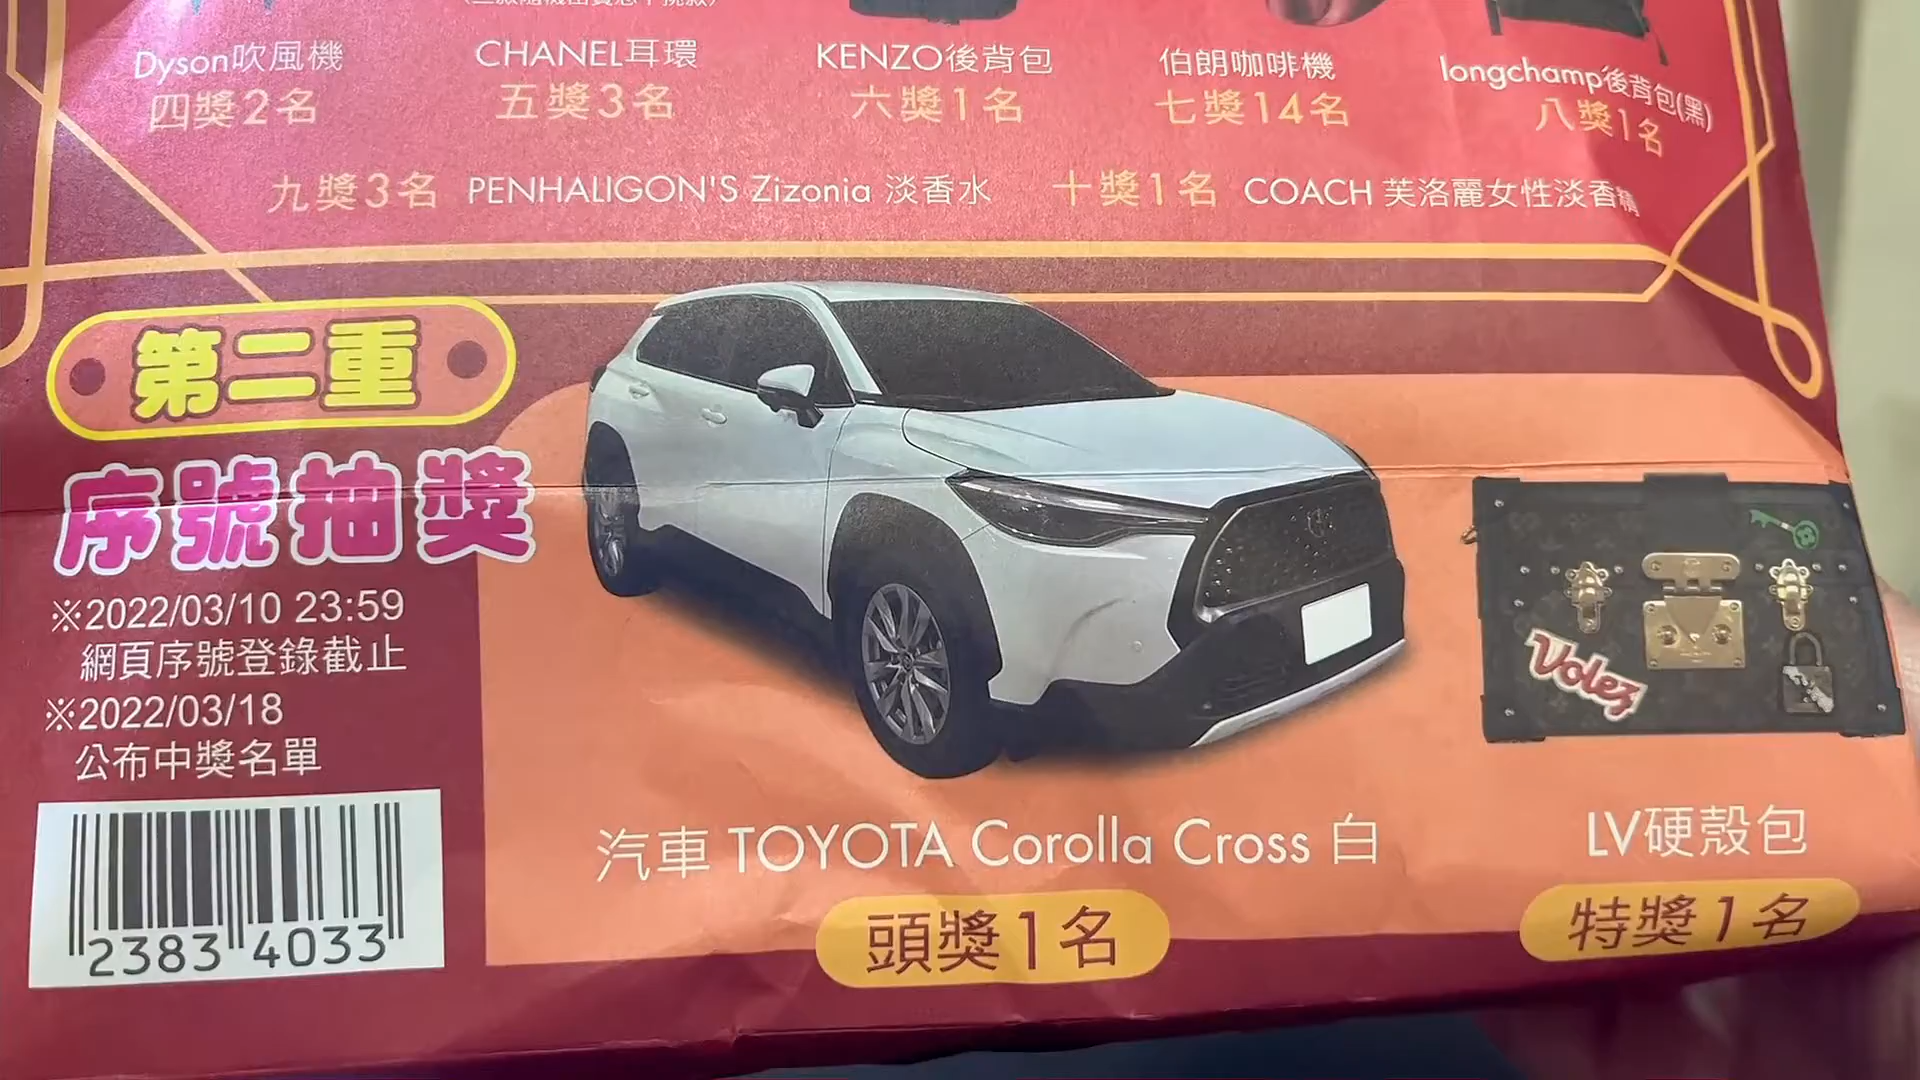 Dyson吹風機
四獎2名
CHANEL耳環
五獎3名
KENZO後背包
六獎1名
伯朗咖啡機
七獎14名
longchamp後背包(黑)
八獎1名
九獎3名 PENHALIGON'S Zizonia 淡香水
十獎1名 COACH 芙洛麗女性淡香精
第二重
序號抽獎
※2022/03/10 23:59
網頁序號登錄截止
※2022/03/18
公布中獎名單
2383 4033
汽車 TOYOTA Corolla Cross 白
頭獎1名
Volez
LV硬殼包
特獎1名